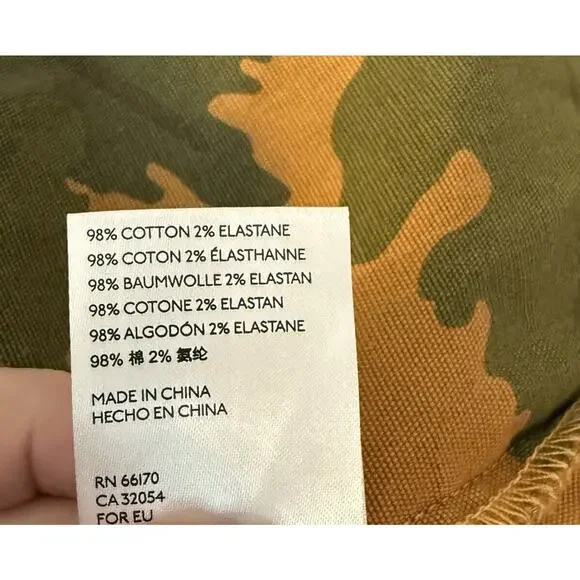 98% COTTON 2% ELASTANE
98% COTON 2% ÉLASTHANNE
98% BAUMWOLLE 2% ELASTAN
98% COTONE 2% ELASTAN
98% ALGODÓN 2% ELASTANE
98% 棉 2% 氨纶
MADE IN CHINA
HECHO EN CHINA
RN 66170
CA 32054
FOR EU